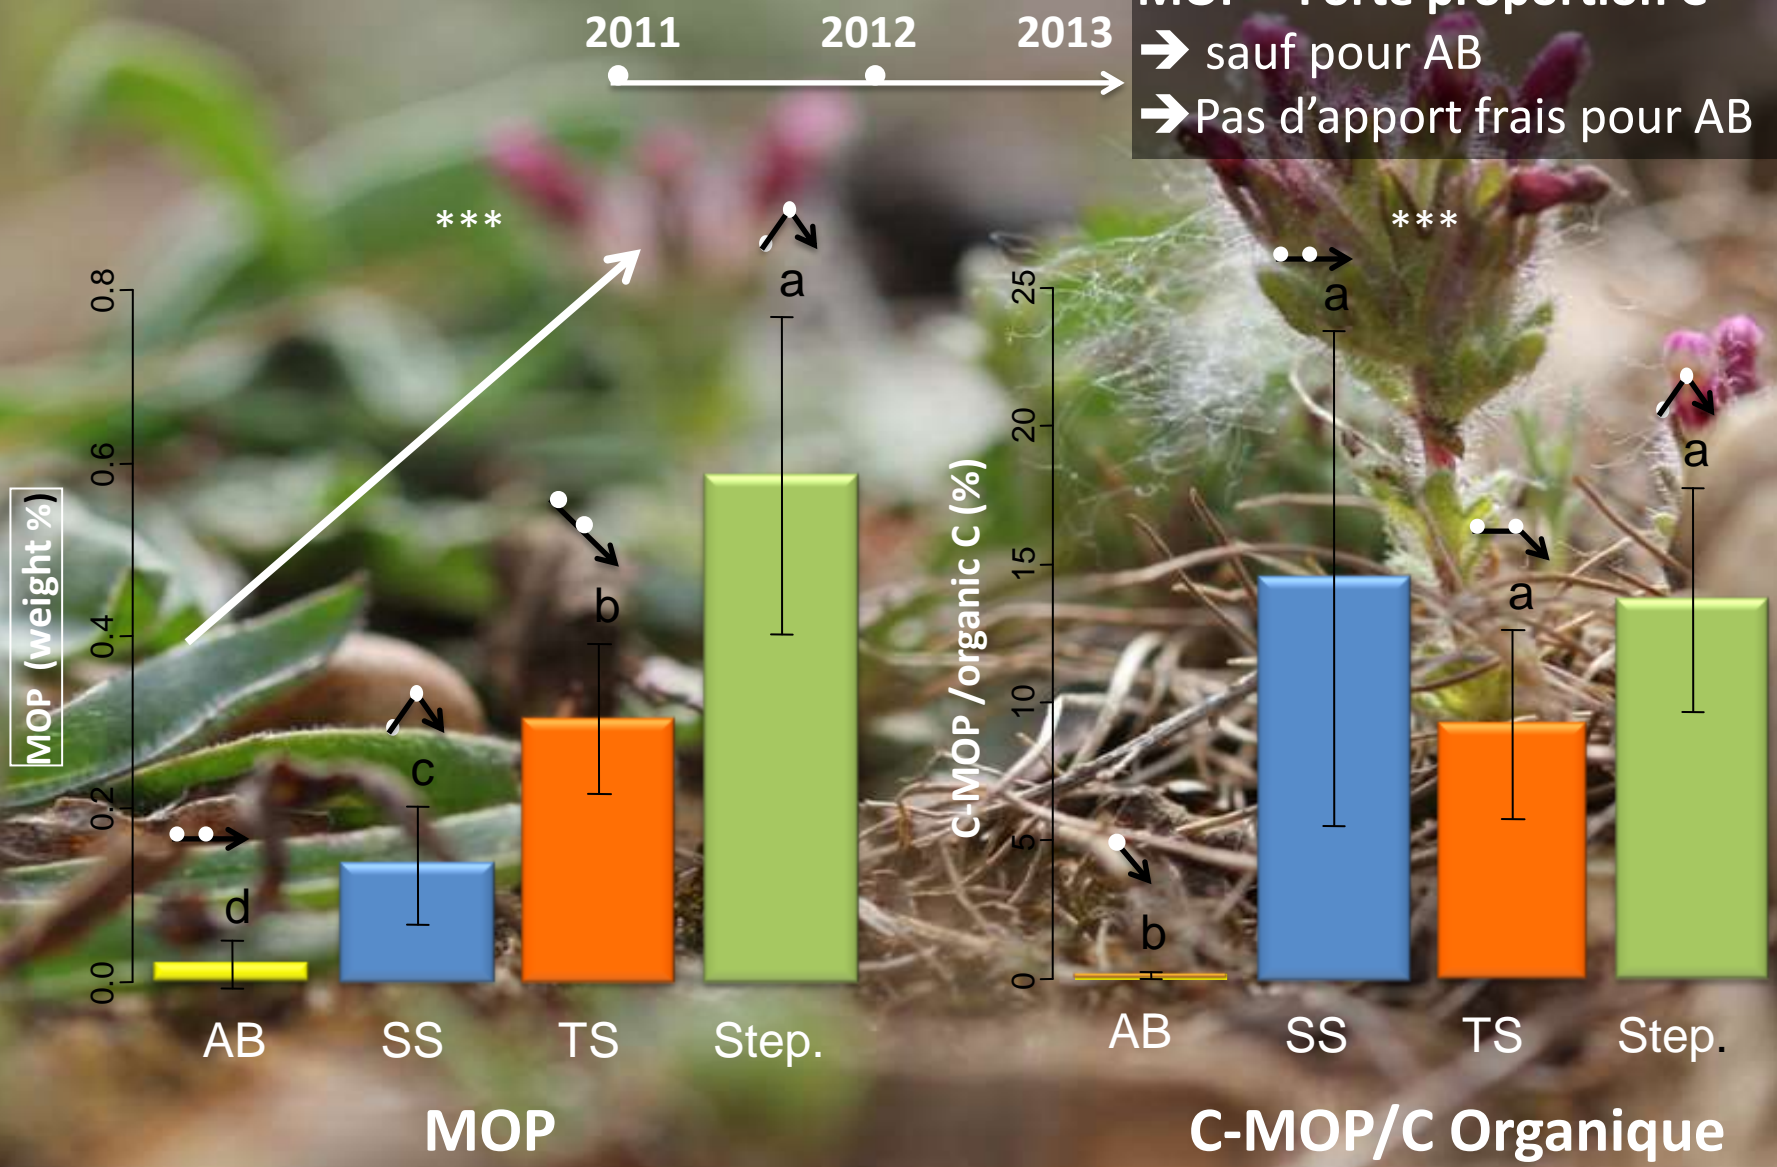 2011 2012 2013
sauf pour AB
Pas d’apport frais pour AB
***
***
a
a
a
a
b
c
d
b
MOP (weight %)
0.8
0.6
0.4
0.2
0.0
C-MOP /organic C (%)
25
20
15
10
5
0
AB SS TS Step.
AB SS TS Step.
MOP
C-MOP/C Organique